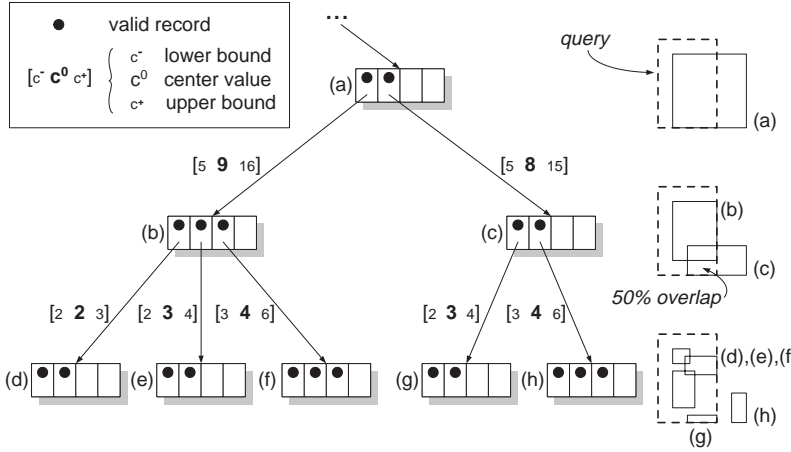 valid record
[c- c0 c+]
c- lower bound
c0 center value
c+ upper bound
...
(a)
query
(a)
[5 9 16]
[5 8 15]
(b)
(c)
(b)
(c)
50% overlap
[2 2 3]
[2 3 4]
[3 4 6]
[2 3 4]
[3 4 6]
(d)
(e)
(f)
(g)
(h)
(d),(e),(f
(h)
(g)